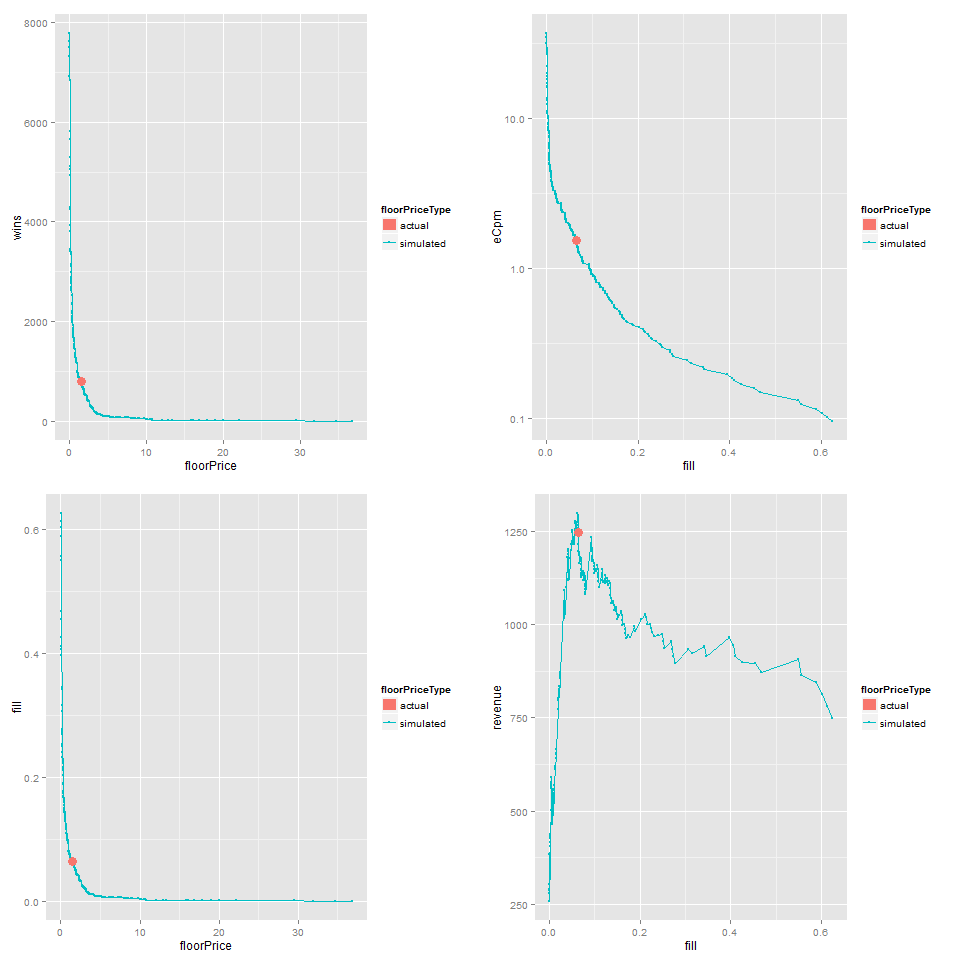 8000
6000
4000
2000
0
wins
0 10 20 30
floorPrice
floorPriceType
actual
simulated
10.0
1.0
0.1
eCpm
0.0 0.2 0.4 0.6
fill
floorPriceType
actual
simulated
0.6
0.4
0.2
0.0
fill
0 10 20 30
floorPrice
floorPriceType
actual
simulated
1250
1000
750
500
250
revenue
0.0 0.2 0.4 0.6
fill
floorPriceType
actual
simulated